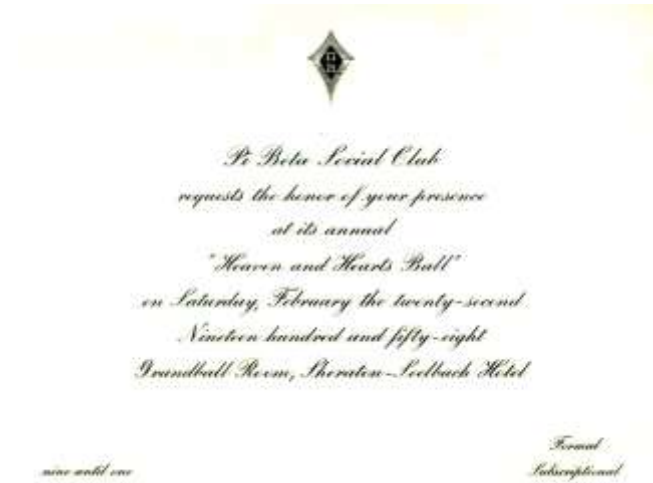 Pi Beta Social Club
requests the honor of your presence
at its annual
"Heaven and Hearts Ball"
on Saturday, February the twenty-second
Nineteen hundred and fifty-eight
Grandball Room, Sheraton-Seelbach Hotel
nine until one
Formal
Subscriptional